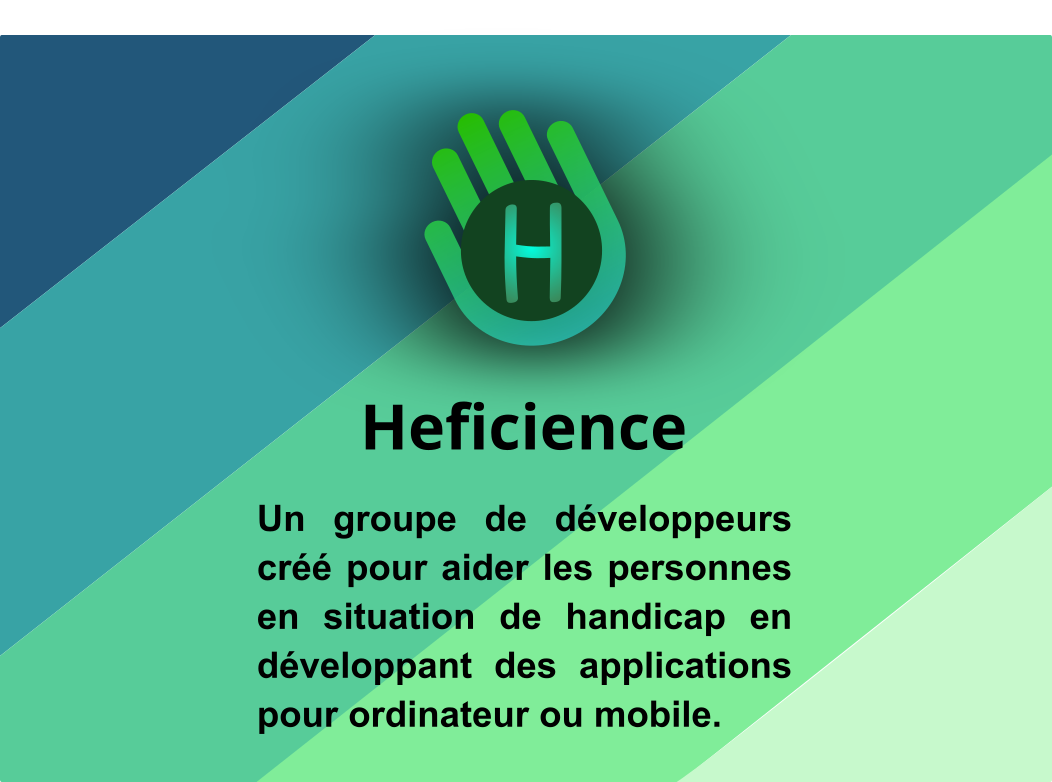 H
Heficience
Un groupe de développeurs
créé pour aider les personnes
en situation de handicap en
développant des applications
pour ordinateur ou mobile.